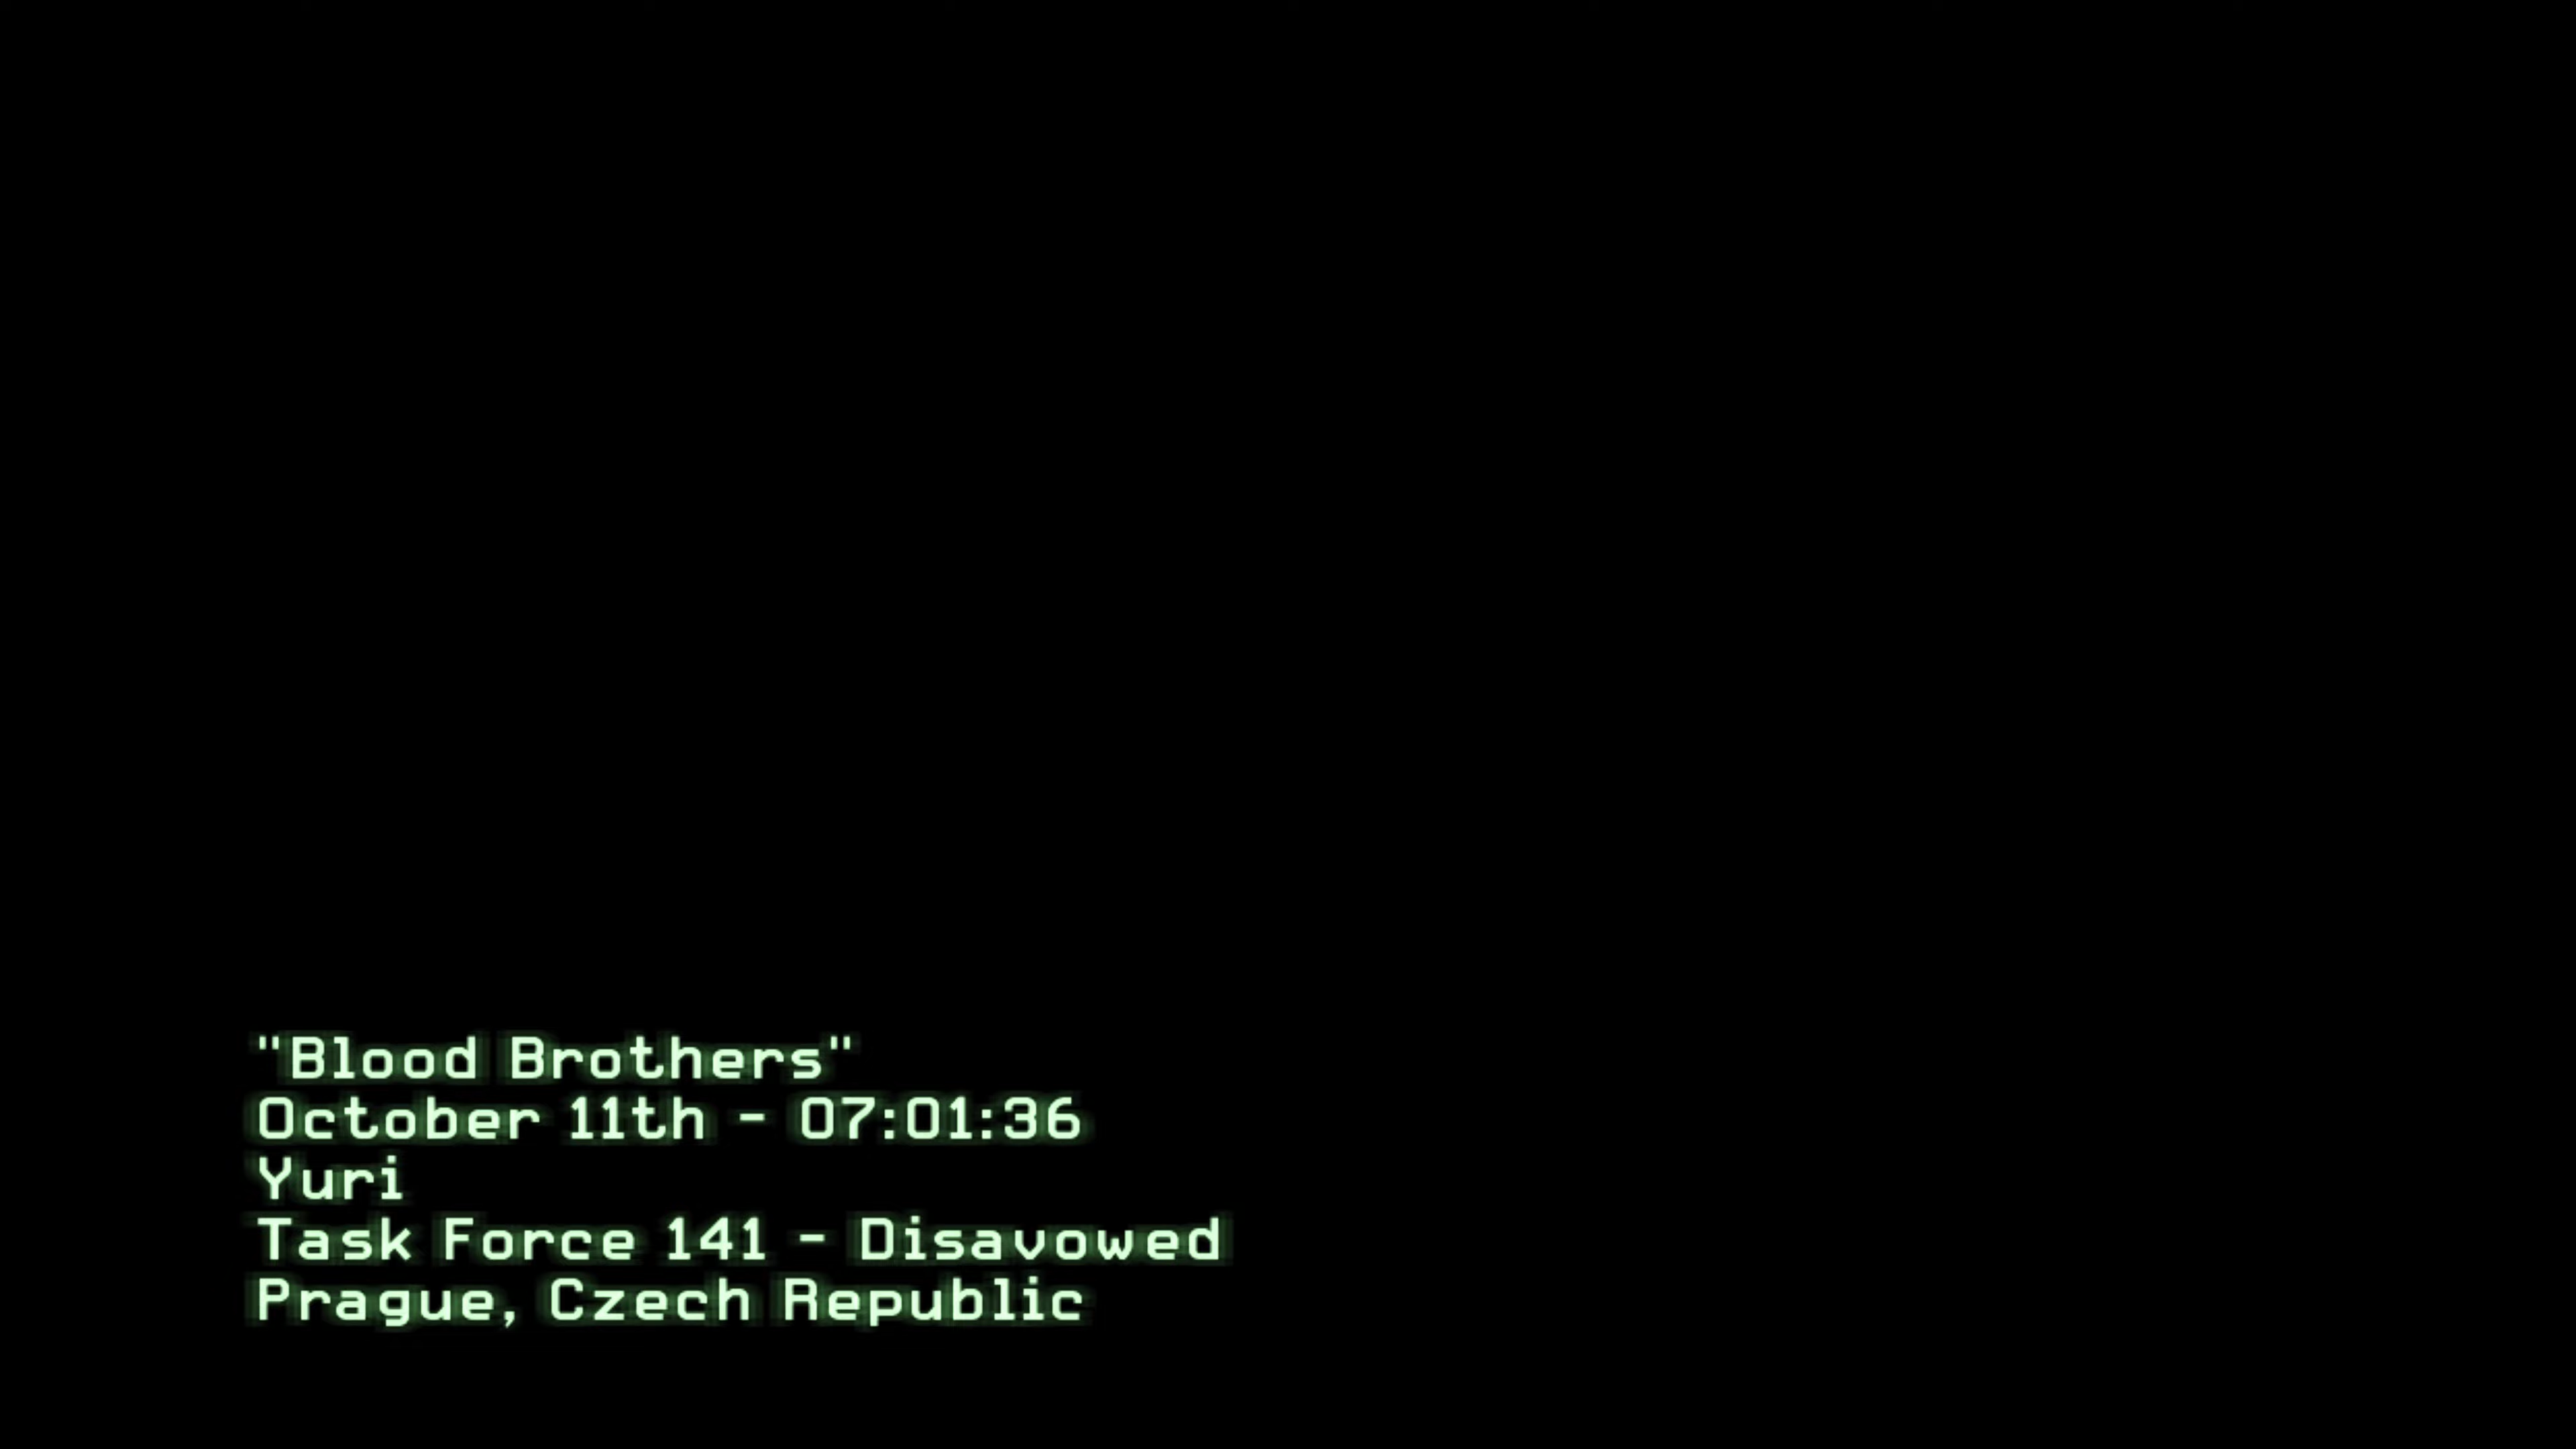 "Blood Brothers"
October 11th - 07:01:36
Yuri
Task Force 141 - Disavowed
Prague, Czech Republic